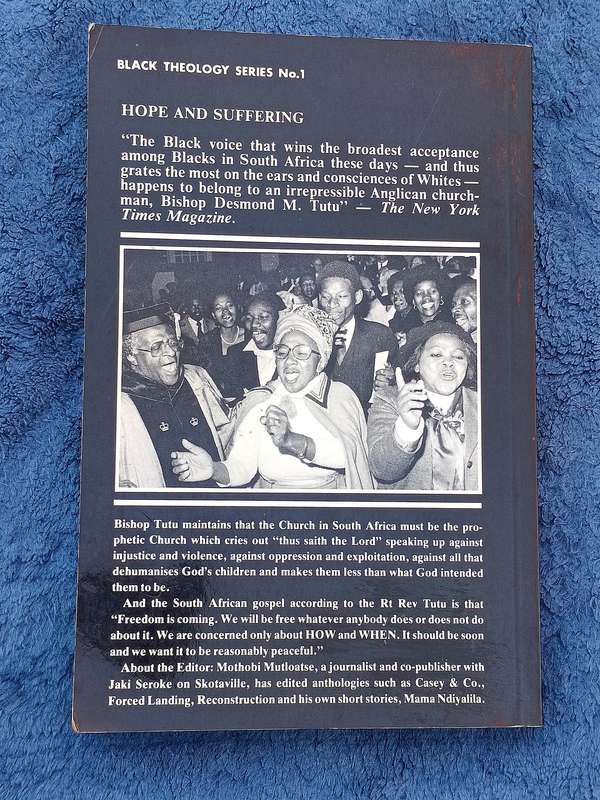 BLACK THEOLOGY SERIES No.1
HOPE AND SUFFERING
“The Black voice that wins the broadest acceptance
among Blacks in South Africa these days — and thus
grates the most on the ears and consciences of Whites —
happens to belong to an irrepressible Anglican church-
man, Bishop Desmond M. Tutu” — The New York
Times Magazine.
Bishop Tutu maintains that the Church in South Africa must be the pro-
phetic Church which cries out “thus saith the Lord” speaking up against
injustice and violence, against oppression and exploitation, against all that
dehumanises God’s children and makes them less than what God intended
them to be.
And the South African gospel according to the Rt Rev Tutu is that
“Freedom is coming. We will be free whatever anybody does or does not do
about it. We are concerned only about HOW and WHEN. It should be soon
and we want it to be reasonably peaceful.”
About the Editor: Mothobi Mutloatse, a journalist and co-publisher with
Jaki Seroke on Skotaville, has edited anthologies such as Casey & Co.,
Forced Landing, Reconstruction and his own short stories, Mama Ndiyalila.